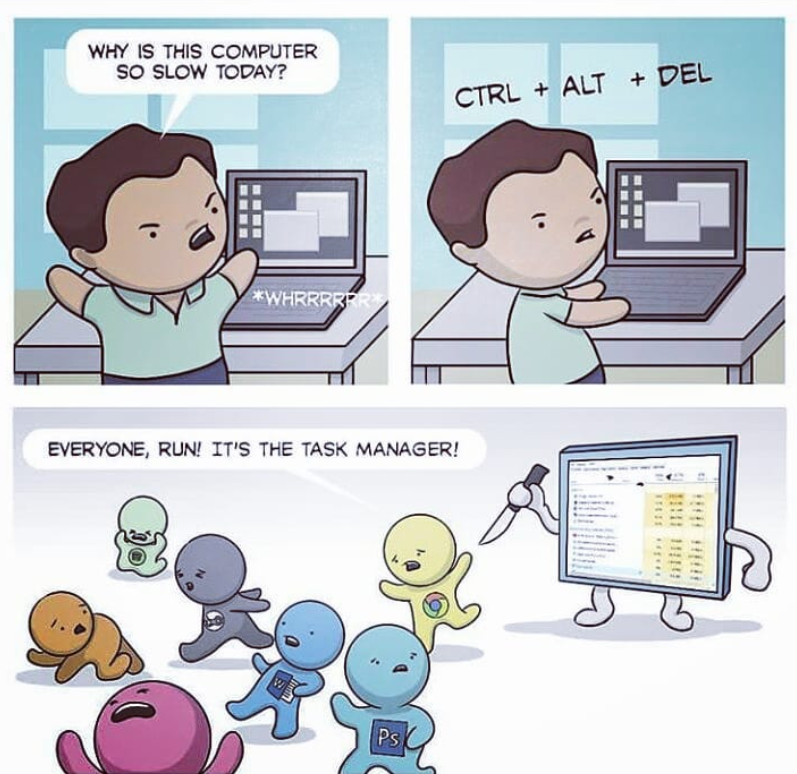 WHY IS THIS COMPUTER
SO SLOW TODAY?
*WHRRRRRR*
CTRL + ALT + DEL
EVERYONE, RUN! IT'S THE TASK MANAGER!
W
Ps